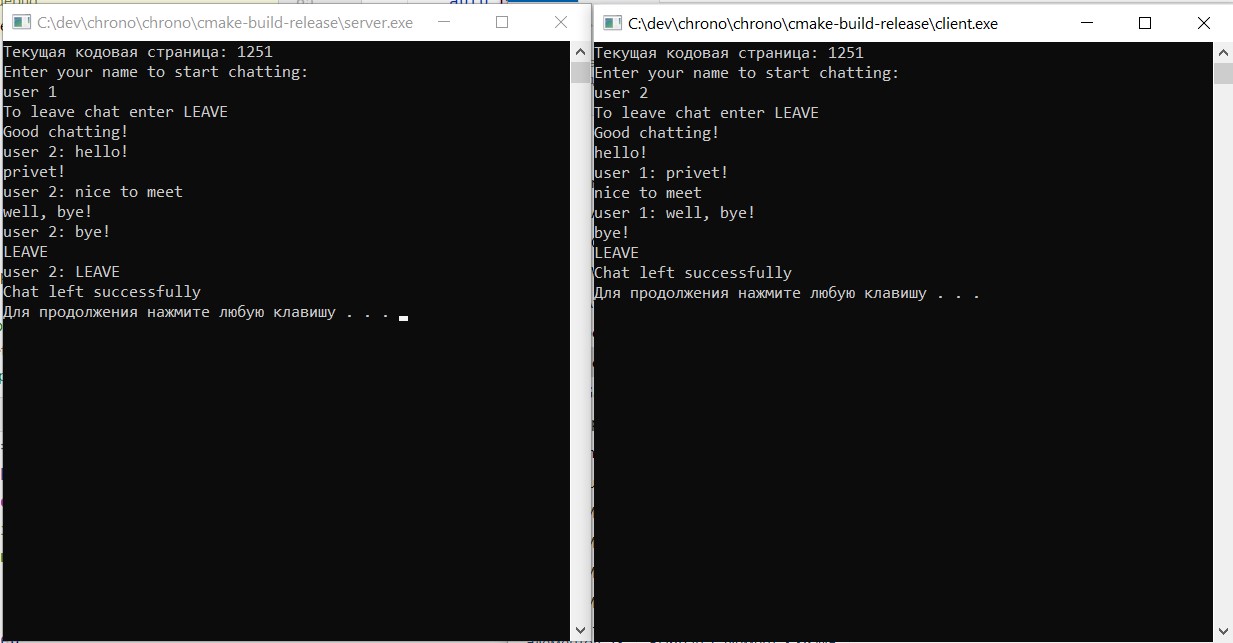 C:\dev\chrono\chrono\cmake-build-release\server.exe
Текущая кодовая страница: 1251
Enter your name to start chatting:
user 1
To leave chat enter LEAVE
Good chatting!
user 2: hello!
privet!
user 2: nice to meet
well, bye!
user 2: bye!
LEAVE
user 2: LEAVE
Chat left successfully
Для продолжения нажмите любую клавишу . . .
C:\dev\chrono\chrono\cmake-build-release\client.exe
Текущая кодовая страница: 1251
Enter your name to start chatting:
user 2
To leave chat enter LEAVE
Good chatting!
hello!
user 1: privet!
nice to meet
user 1: well, bye!
bye!
LEAVE
Chat left successfully
Для продолжения нажмите любую клавишу . . .